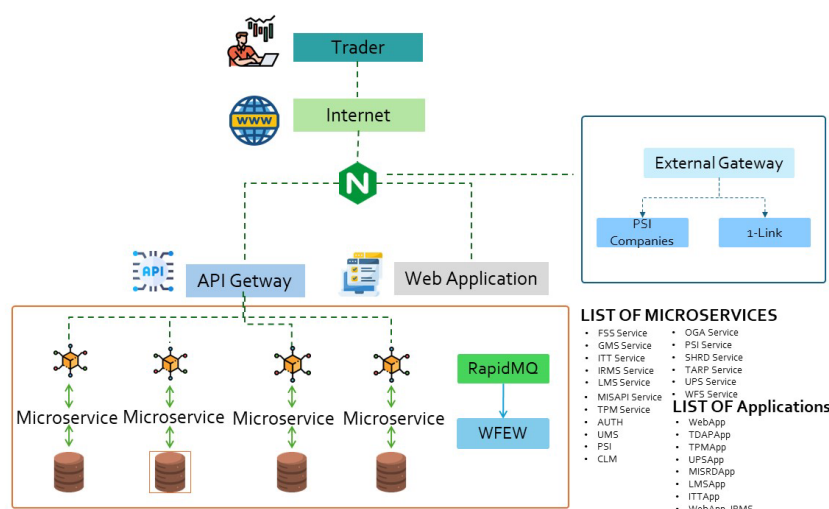 Trader
Internet
WWW
N
External Gateway
PSI
Companies
1-Link
API
API Getway
Web Application
Microservice
Microservice
Microservice
Microservice
RapidMQ
WFEW
LIST OF MICROSERVICES
FSS Service
GMS Service
ITT Service
IRMS Service
LMS Service
MISAPI Service
TPM Service
AUTH
UMS
PSI
CLM
OGA Service
PSI Service
SHRD Service
TARP Service
UPS Service
WFS Service
LIST OF Applications
WebApp
TDAPApp
TPMApp
UPSApp
MISRDApp
LMSApp
ITTApp
WebApp-IRMS